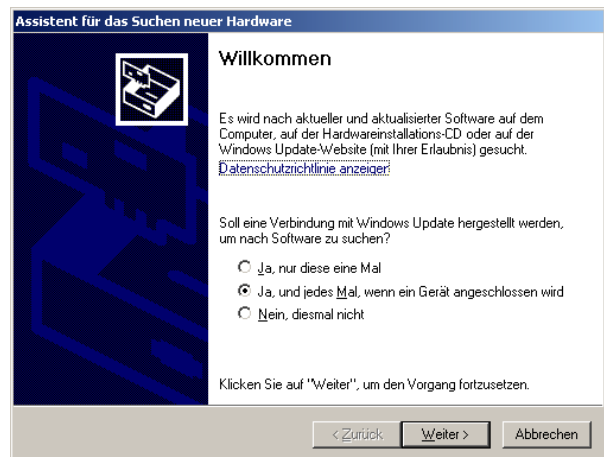 Assistent für das Suchen neuer Hardware
Willkommen
Es wird nach aktueller und aktualisierter Software auf dem
Computer, auf der Hardwareinstallations-CD oder auf der
Windows Update-Website (mit Ihrer Erlaubnis) gesucht.
Datenschutzrichtlinie anzeigen
Soll eine Verbindung mit Windows Update hergestellt werden,
um nach Software zu suchen?
Ja, nur diese eine Mal
Ja, und jedes Mal, wenn ein Gerät angeschlossen wird
Nein, diesmal nicht
Klicken Sie auf "Weiter", um den Vorgang fortzusetzen.
< Zurück Weiter > Abbrechen